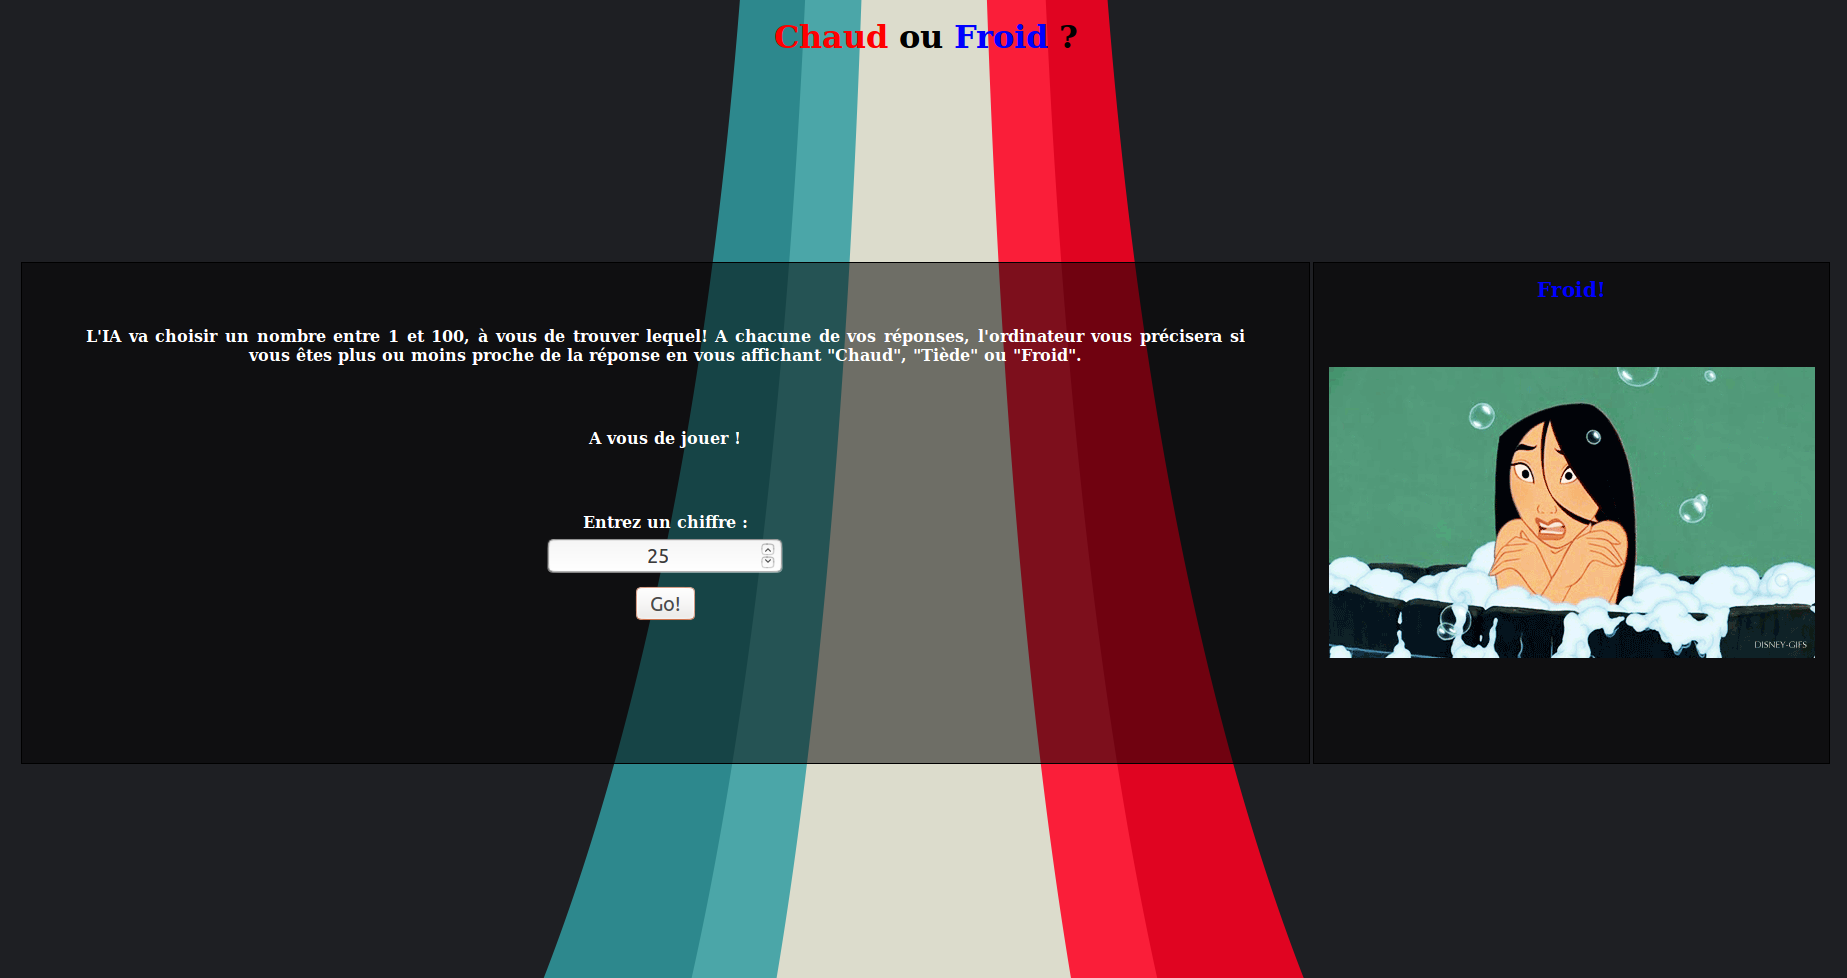 Chaud ou Froid ?
L'IA va choisir un nombre entre 1 et 100, à vous de trouver lequel! A chacune de vos réponses, l'ordinateur vous précisera si
vous êtes plus ou moins proche de la réponse en vous affichant "Chaud", "Tiède" ou "Froid".
A vous de jouer !
Entrez un chiffre :
25
Go!
Froid!
DISNEY-GIFS